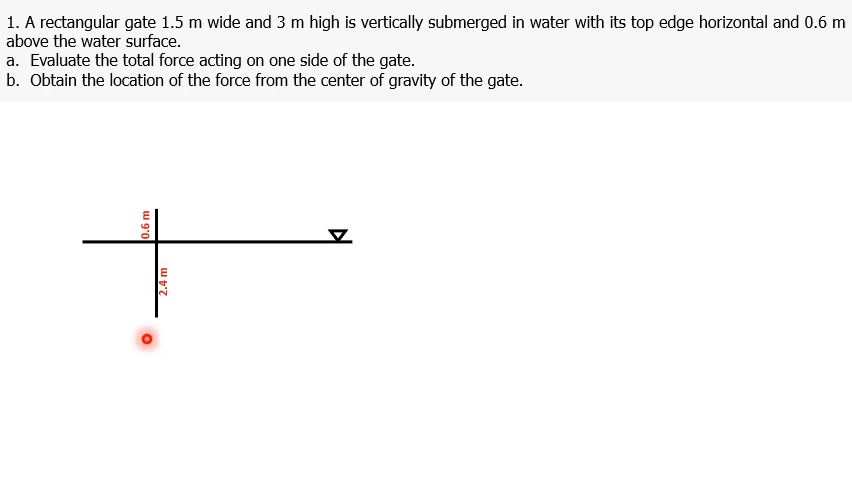 1. A rectangular gate 1.5 m wide and 3 m high is vertically submerged in water with its top edge horizontal and 0.6 m
above the water surface.
a. Evaluate the total force acting on one side of the gate.
b. Obtain the location of the force from the center of gravity of the gate.
0.6 m
2.4 m